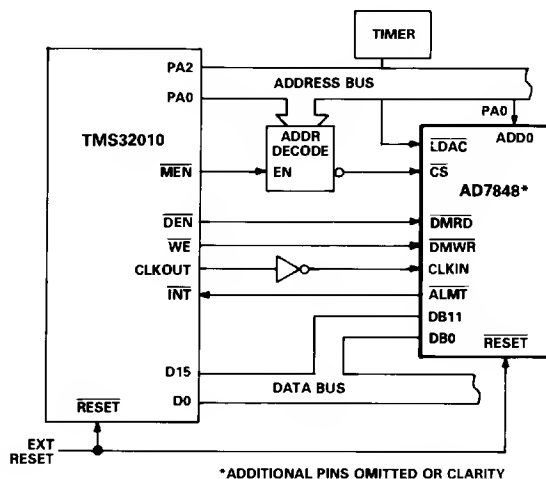 TIMER
PA2
ADDRESS BUS
PA0
PA0
TMS32010
ADDR
DECODE
EN
MEN
LDAC
ADD0
CS
AD7848*
DEN
DMRD
WE
DMWR
CLKOUT
CLKIN
INT
ALMT
DB11
DB0
RESET
D15
DATA BUS
D0
RESET
EXT
RESET
*ADDITIONAL PINS OMITTED OR CLARITY